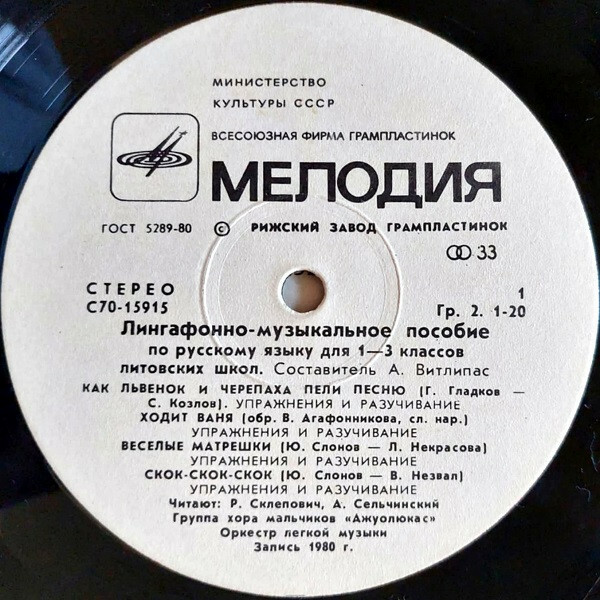 МИНИСТЕРСТВО
КУЛЬТУРЫ СССР
ВСЕСОЮЗНАЯ ФИРМА ГРАМПЛАСТИНОК
МЕЛОДИЯ
ГОСТ 5289-80 © РИЖСКИЙ ЗАВОД ГРАМПЛАСТИНОК
33
СТЕРЕО 1
С70-15915 Гр. 2. 1-20
Лингафонно-музыкальное пособие
по русскому языку для 1—3 классов
литовских школ. Составитель А. Витлипас
КАК ЛЬВЕНОК И ЧЕРЕПАХА ПЕЛИ ПЕСНЮ (Г. Гладков —
С. Козлов). УПРАЖНЕНИЯ И РАЗУЧИВАНИЕ
ХОДИТ ВАНЯ (обр. В. Агафонникова, сл. нар.)
УПРАЖНЕНИЯ И РАЗУЧИВАНИЕ
ВЕСЕЛЫЕ МАТРЕШКИ (Ю. Слонов — Л. Некрасова)
УПРАЖНЕНИЯ И РАЗУЧИВАНИЕ
СКОК-СКОК-СКОК (Ю. Слонов — В. Незвал)
УПРАЖНЕНИЯ И РАЗУЧИВАНИЕ
Читают: Р. Склепович, А. Сельчинский
Группа хора мальчиков «Джуолюкас»
Оркестр легкой музыки
Запись 1980 г.